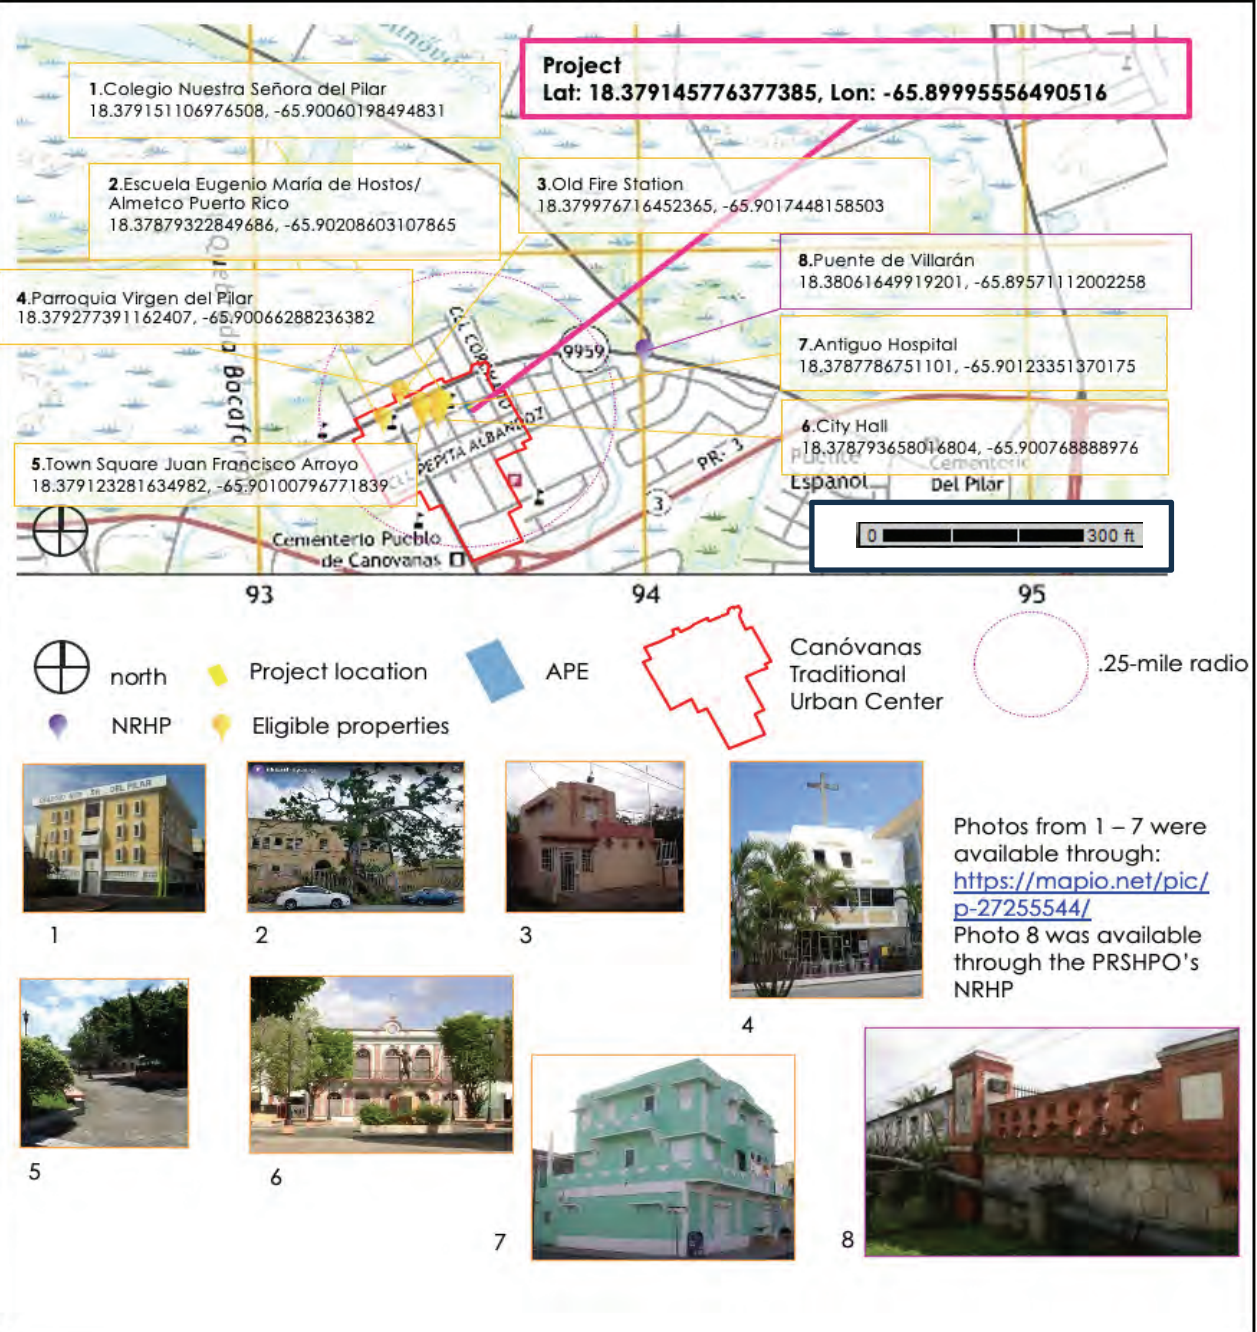 Project
Lat: 18.379145776377385, Lon: -65.89995556490516
1.Colegio Nuestra Señora del Pilar
18.379151106976508, -65.90060198494831
2.Escuela Eugenio María de Hostos/
Almetco Puerto Rico
18.37879322849686, -65.90208603107865
3.Old Fire Station
18.379976716452365, -65.9017448158503
8.Puente de Villarán
18.38061649919201, -65.89571112002258
4.Parroquia Virgen del Pilar
18.379277391162407, -65.90066288236382
7.Antiguo Hospital
18.3787786751101, -65.90123351370175
6.City Hall
18.378793658016804, -65.900768888976
5.Town Square Juan Francisco Arroyo
18.379123281634982, -65.90100796771839
9959
PEPITA ALBANDOZ
PR- 3
3
Puente
Español
Cementerio
Del Pilar
Cementerio Pueblo
de Canovanas
0 300 ft
93 94 95
north
Project location
APE
Canóvanas
Traditional
Urban Center
.25-mile radio
NRHP
Eligible properties
DEL PILAR
Photos from 1 – 7 were
available through:
https://mapio.net/pic/
p-27255544/
Photo 8 was available
through the PRSHPO's
NRHP
1
2
3
4
5
6
7
8